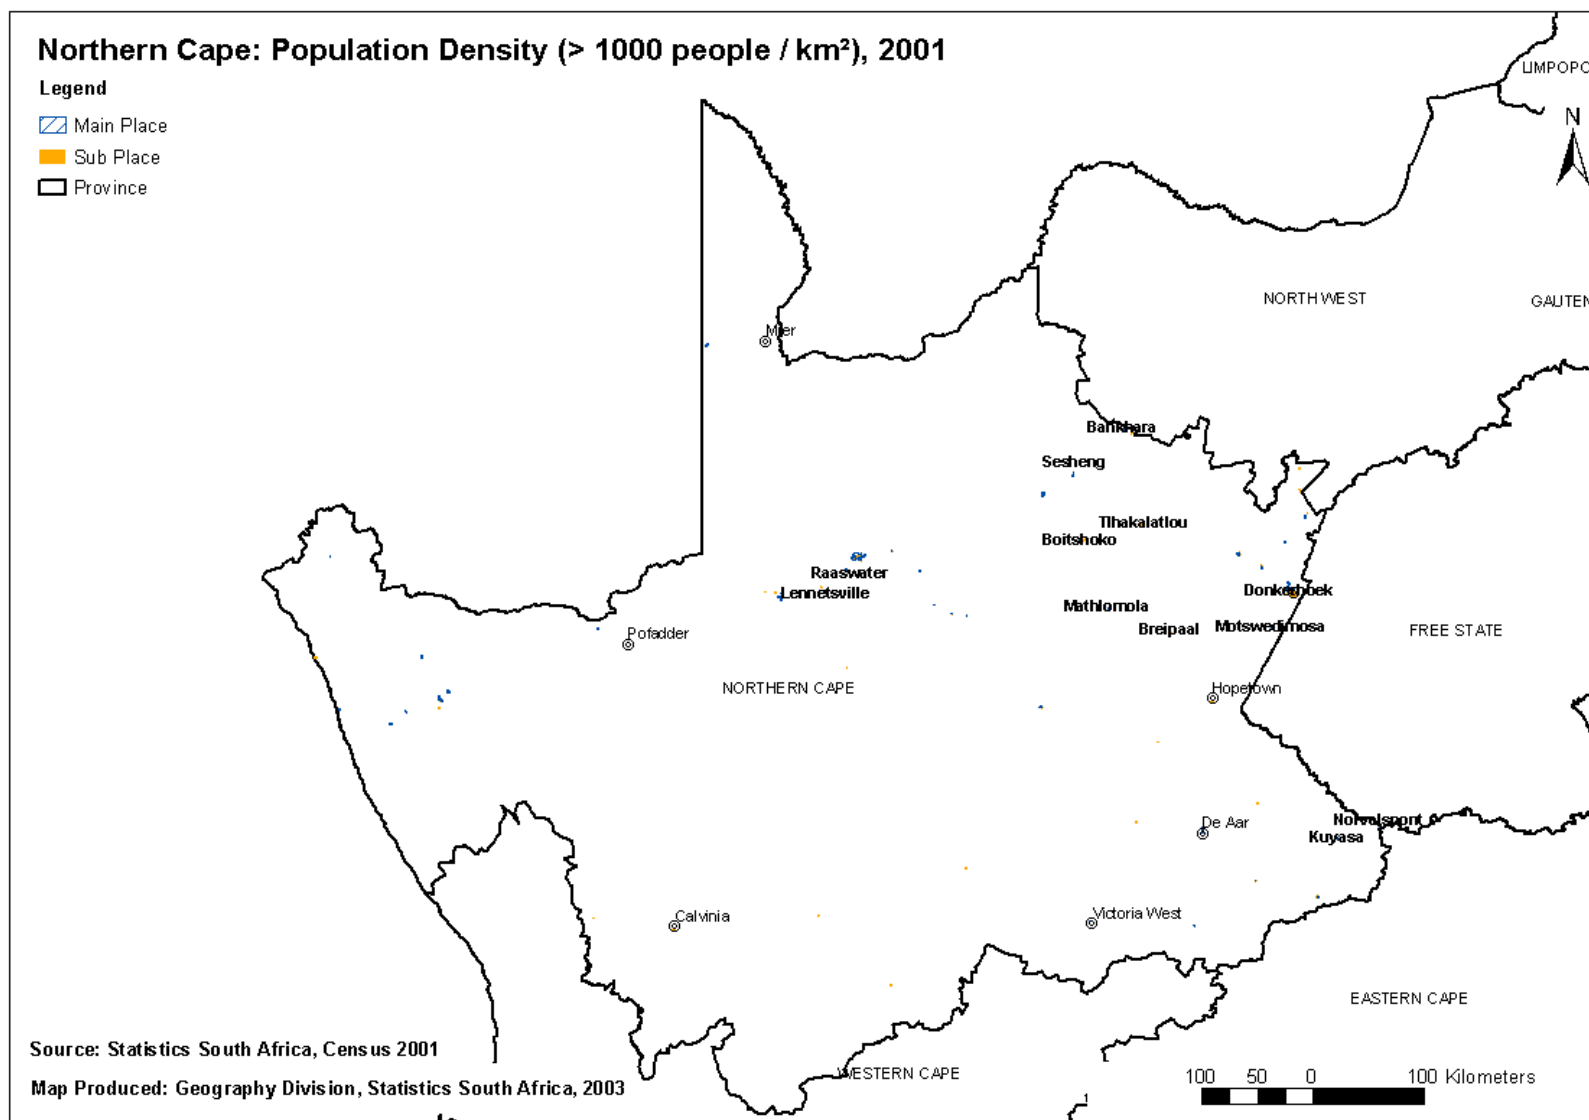 Northern Cape: Population Density (> 1000 people / km²), 2001
Legend
Main Place
Sub Place
Province
LIMPOPO
N
NORTH WEST
GAUTEN
Mier
Bankhara
Sesheng
Tlhakalatlou
Boitshoko
Raaswater
Lennetsville
Donkerhoek
Mathlomola
Breipaal
Motswedimosa
Pofadder
FREE STATE
NORTHERN CAPE
Hopetown
De Aar
Norvalspont
Kuyasa
Calvinia
Victoria West
EASTERN CAPE
Source: Statistics South Africa, Census 2001
WESTERN CAPE
Map Produced: Geography Division, Statistics South Africa, 2003
100 50 0 100 Kilometers
1